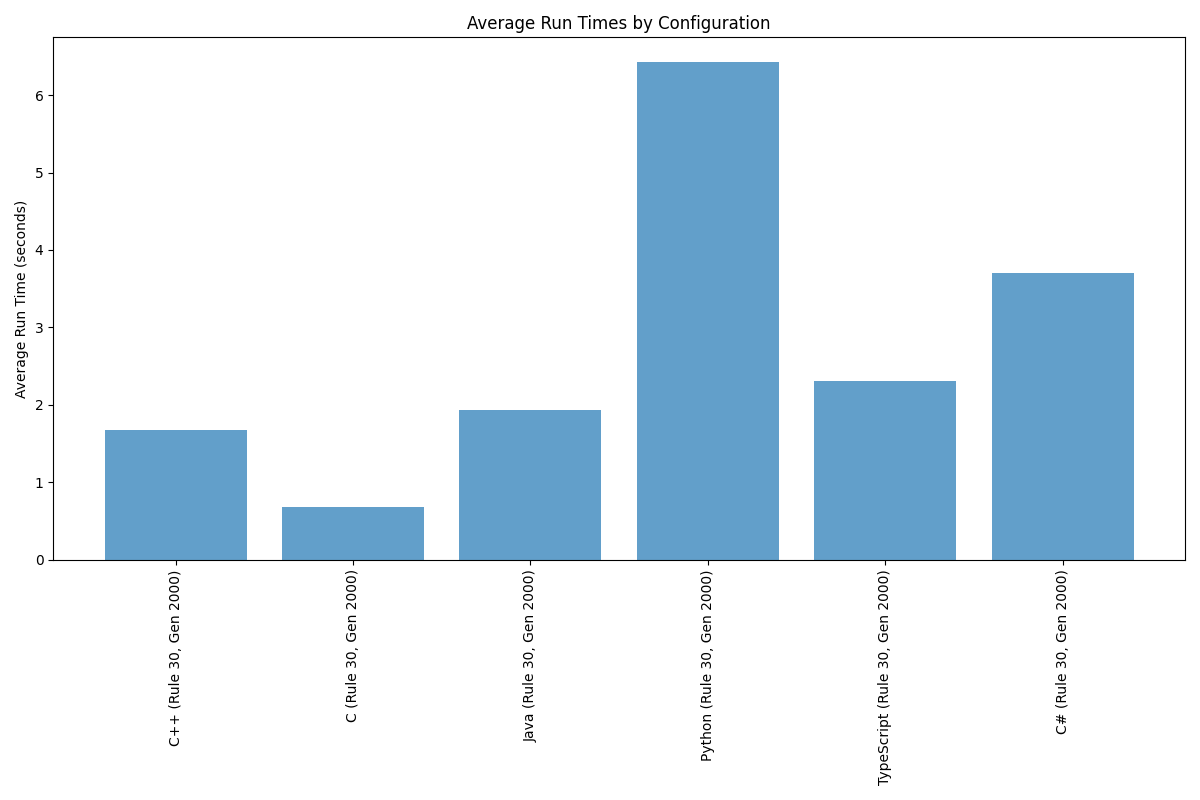 Average Run Times by Configuration
Average Run Time (seconds)
6
5
4
3
2
1
0
C++ (Rule 30, Gen 2000)
C (Rule 30, Gen 2000)
Java (Rule 30, Gen 2000)
Python (Rule 30, Gen 2000)
TypeScript (Rule 30, Gen 2000)
C# (Rule 30, Gen 2000)